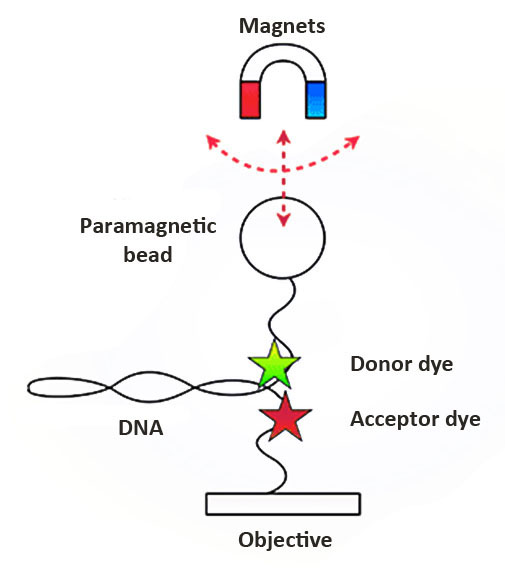 Magnets
Paramagnetic
bead
Donor dye
Acceptor dye
DNA
Objective